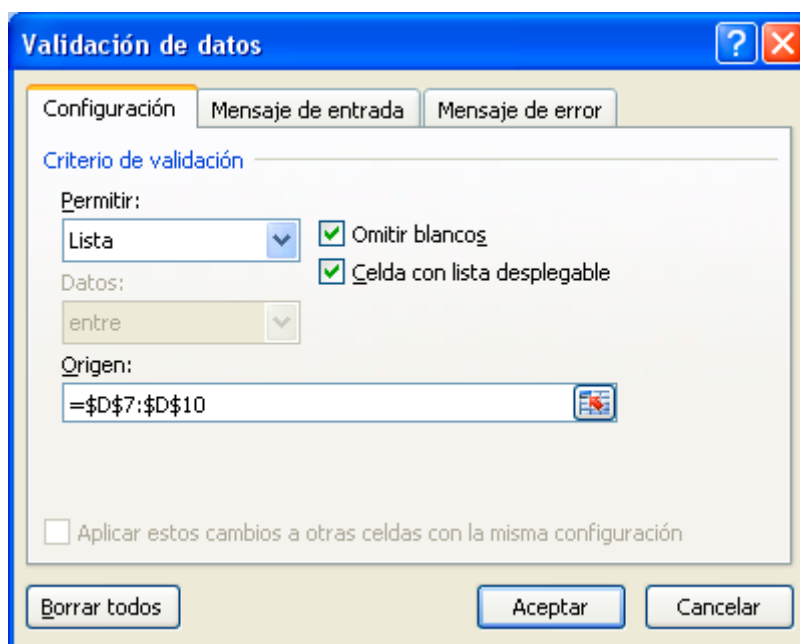 Validación de datos
Configuración Mensaje de entrada Mensaje de error
Criterio de validación
Permitir:
Lista
Omitir blancos
Celda con lista desplegable
Datos:
entre
Origen:
=$D$7:$D$10
Aplicar estos cambios a otras celdas con la misma configuración
Borrar todos Aceptar Cancelar